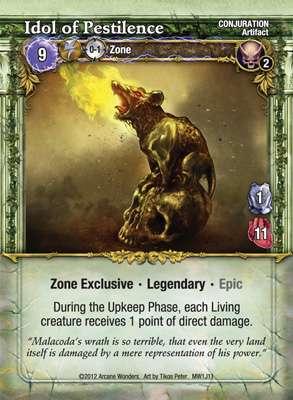 Idol of Pestilence
CONJURATION
Artifact
9
0-1 Zone
2
1
11
Zone Exclusive • Legendary • Epic
During the Upkeep Phase, each Living
creature receives 1 point of direct damage.
"Malacoda's wrath is so terrible, that even the very land
itself is damaged by a mere representation of his power."
©2012 Arcane Wonders. Art by Tikos Peter. MW1J11